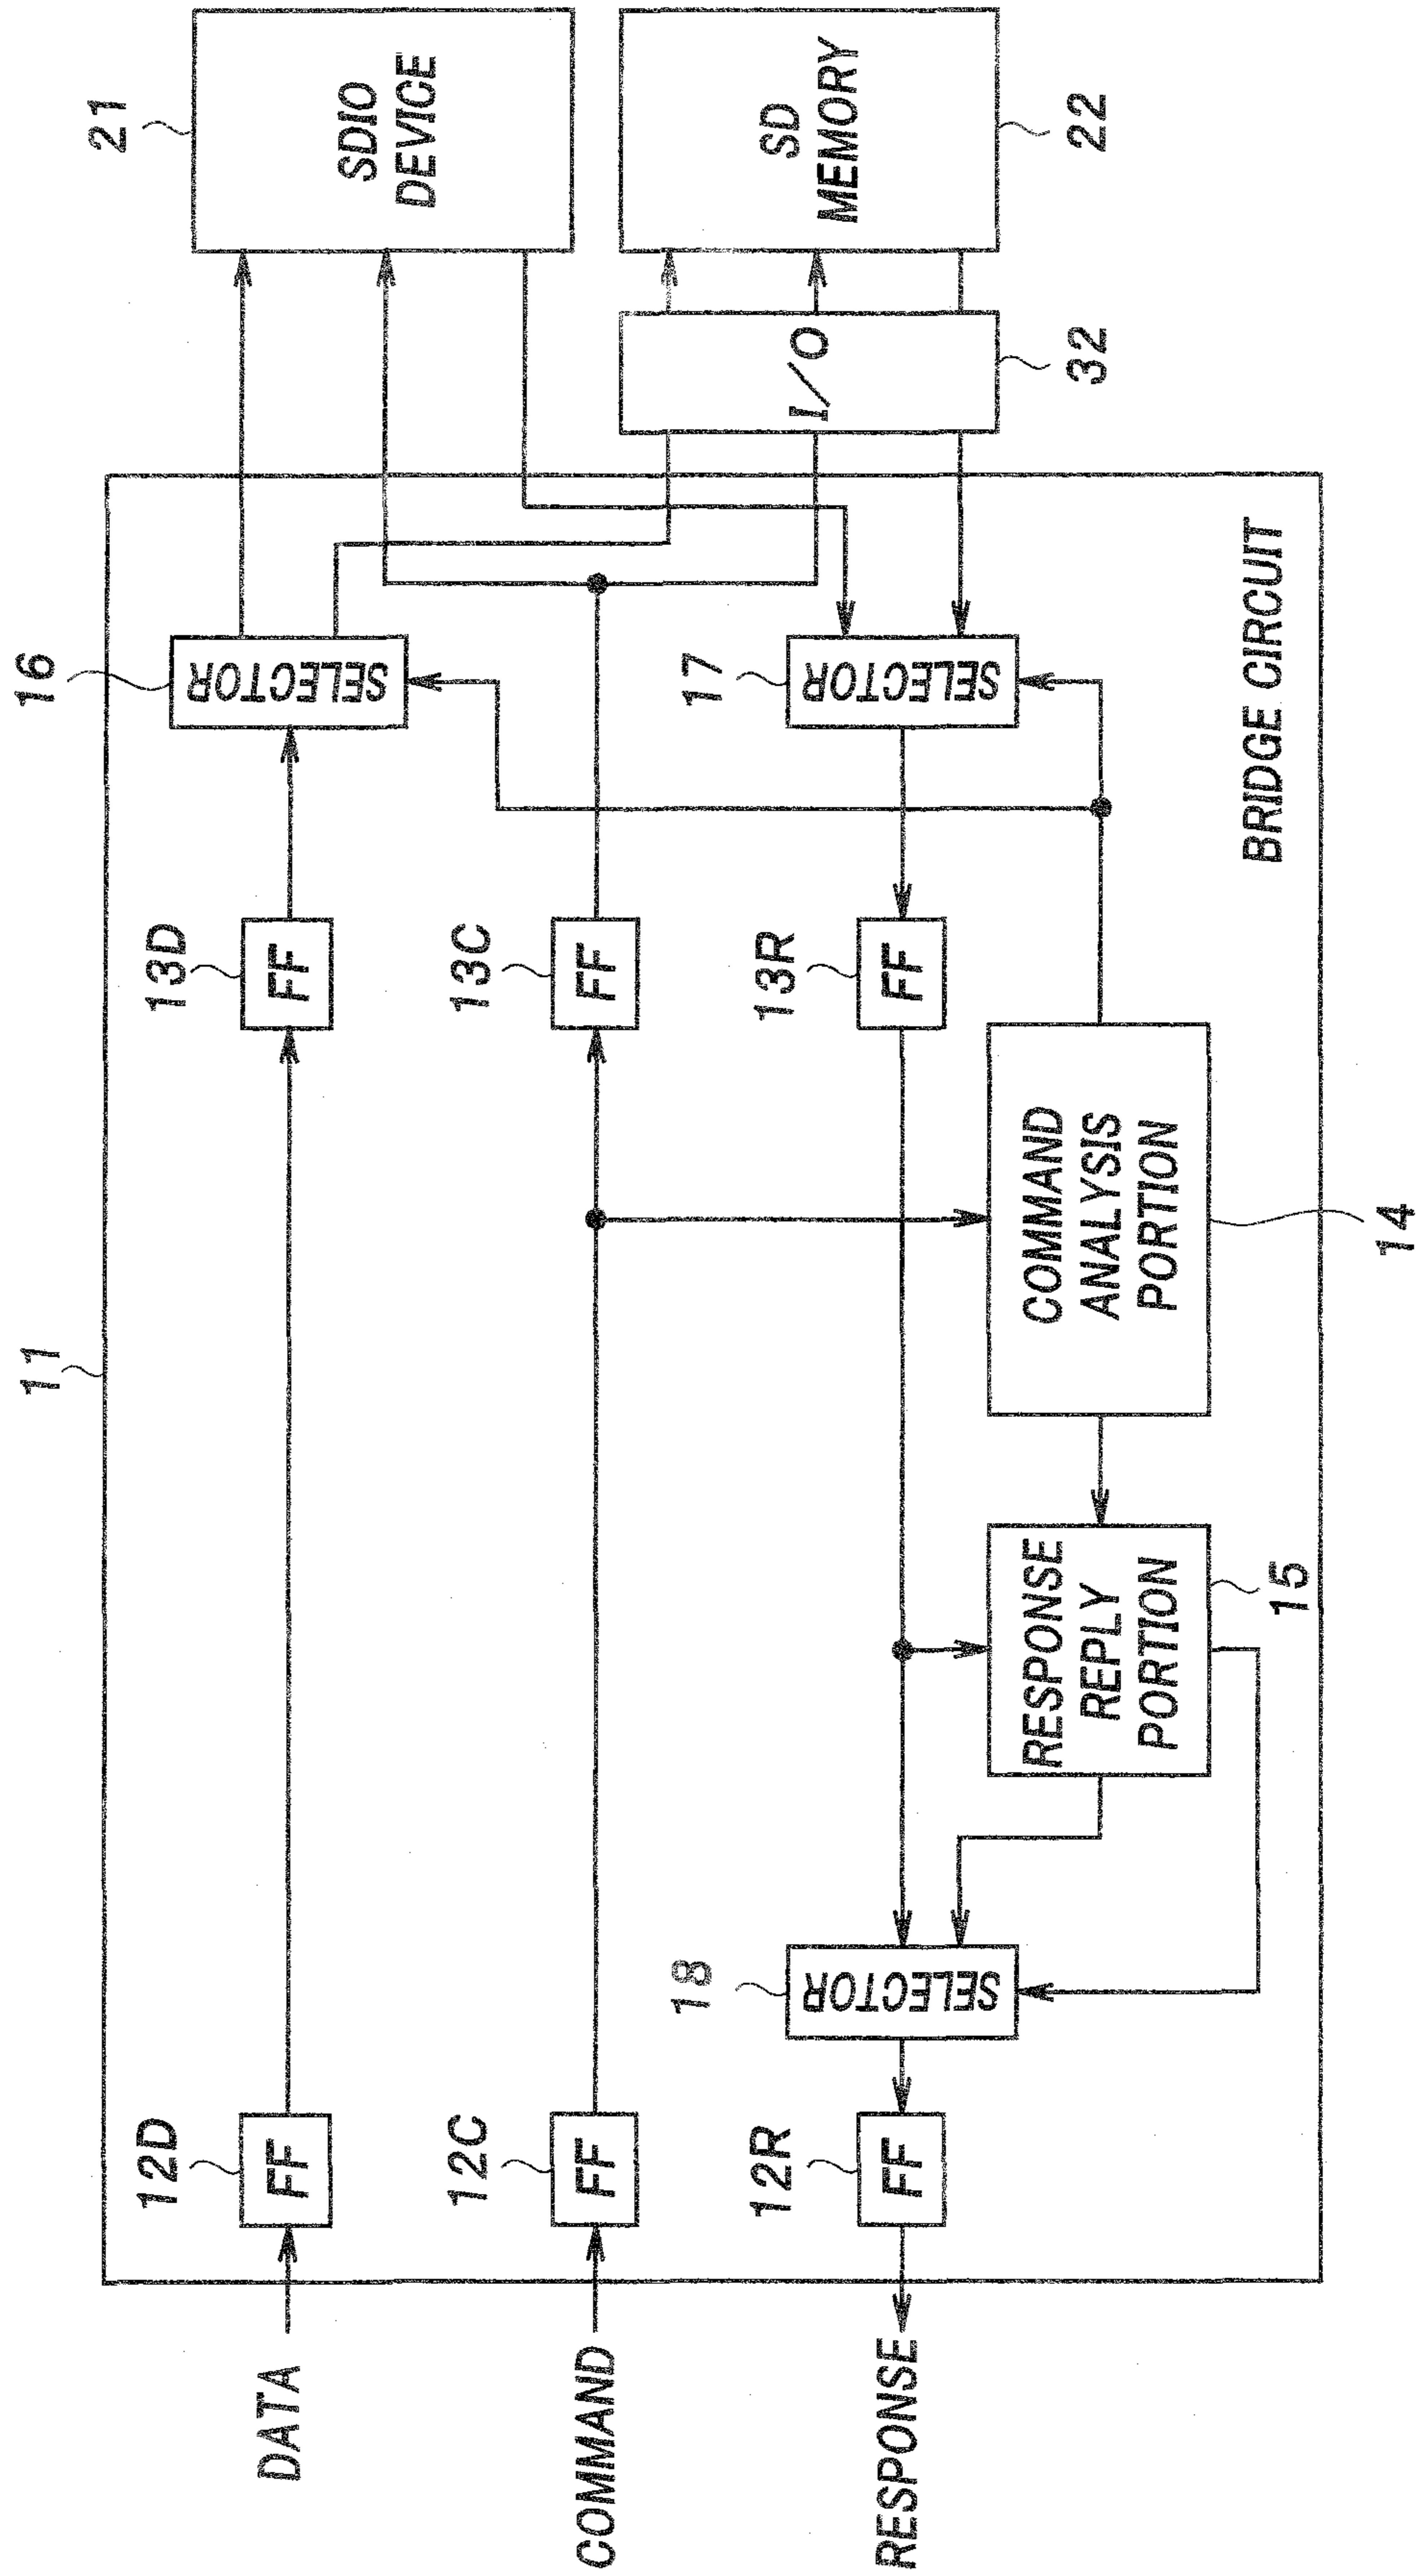 11
21
SDIO
DEVICE
16
SELECTOR
13D
FF
12D
FF
DATA
SD
MEMORY
22
I/O
32
13C
FF
12C
FF
COMMAND
17
SELECTOR
13R
FF
18
SELECTOR
12R
FF
RESPONSE
COMMAND
ANALYSIS
PORTION
14
RESPONSE
REPLY
PORTION
15
BRIDGE CIRCUIT